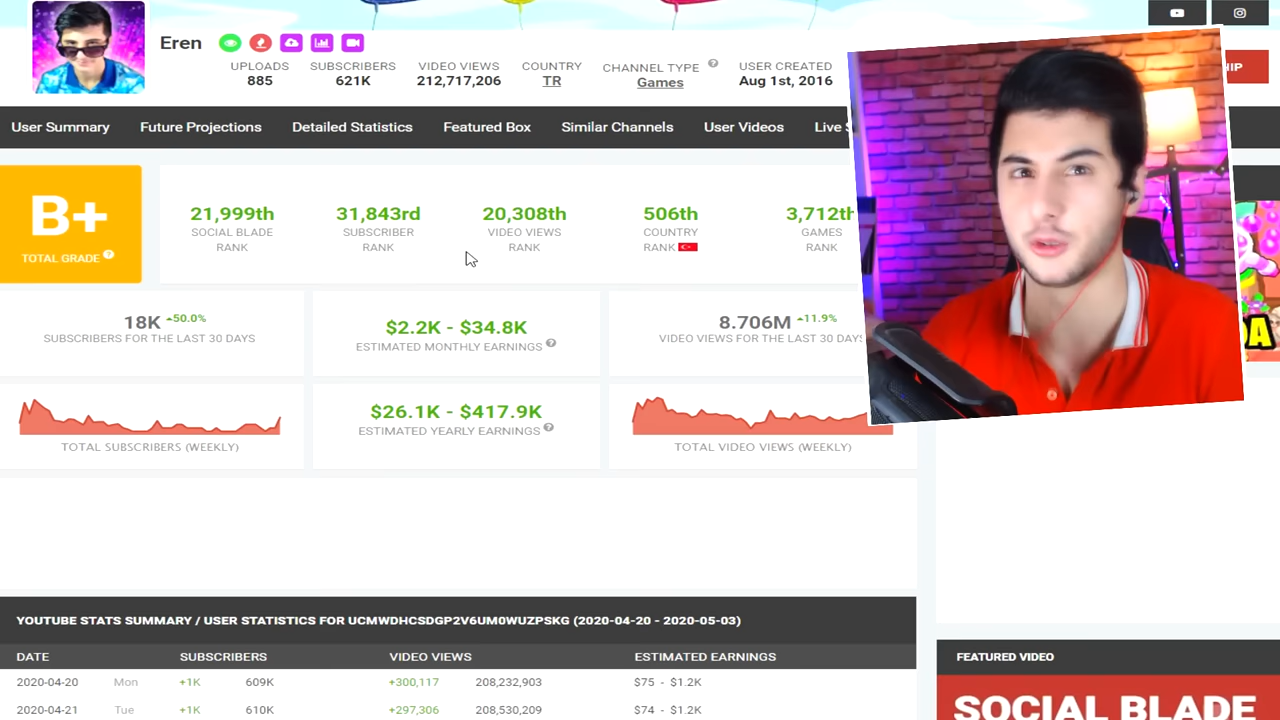 Eren
UPLOADS
885
SUBSCRIBERS
621K
VIDEO VIEWS
212,717,206
COUNTRY
TR
CHANNEL TYPE
Games
USER CREATED
Aug 1st, 2016
HIP
User Summary Future Projections Detailed Statistics Featured Box Similar Channels User Videos Live S
B+
TOTAL GRADE
21,999th
SOCIAL BLADE
RANK
31,843rd
SUBSCRIBER
RANK
20,308th
VIDEO VIEWS
RANK
506th
COUNTRY
RANK
3,712th
GAMES
RANK
18K 50.0%
SUBSCRIBERS FOR THE LAST 30 DAYS
$2.2K - $34.8K
ESTIMATED MONTHLY EARNINGS
8.706M 11.9%
VIDEO VIEWS FOR THE LAST 30 DAYS
TOTAL SUBSCRIBERS (WEEKLY)
$26.1K - $417.9K
ESTIMATED YEARLY EARNINGS
TOTAL VIDEO VIEWS (WEEKLY)
YOUTUBE STATS SUMMARY / USER STATISTICS FOR UCMWDHCSDGP2V6UM0WUZPSKG (2020-04-20 - 2020-05-03)
DATE SUBSCRIBERS VIDEO VIEWS ESTIMATED EARNINGS
2020-04-20 Mon +1K 609K +300,117 208,232,903 $75 - $1.2K
2020-04-21 Tue +1K 610K +297,306 208,530,209 $74 - $1.2K
FEATURED VIDEO
SOCIAL BLADE